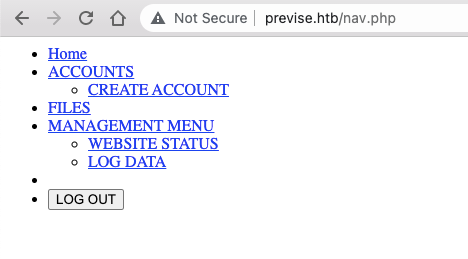 Not Secure | previse.htb/nav.php
Home
ACCOUNTS
CREATE ACCOUNT
FILES
MANAGEMENT MENU
WEBSITE STATUS
LOG DATA
LOG OUT